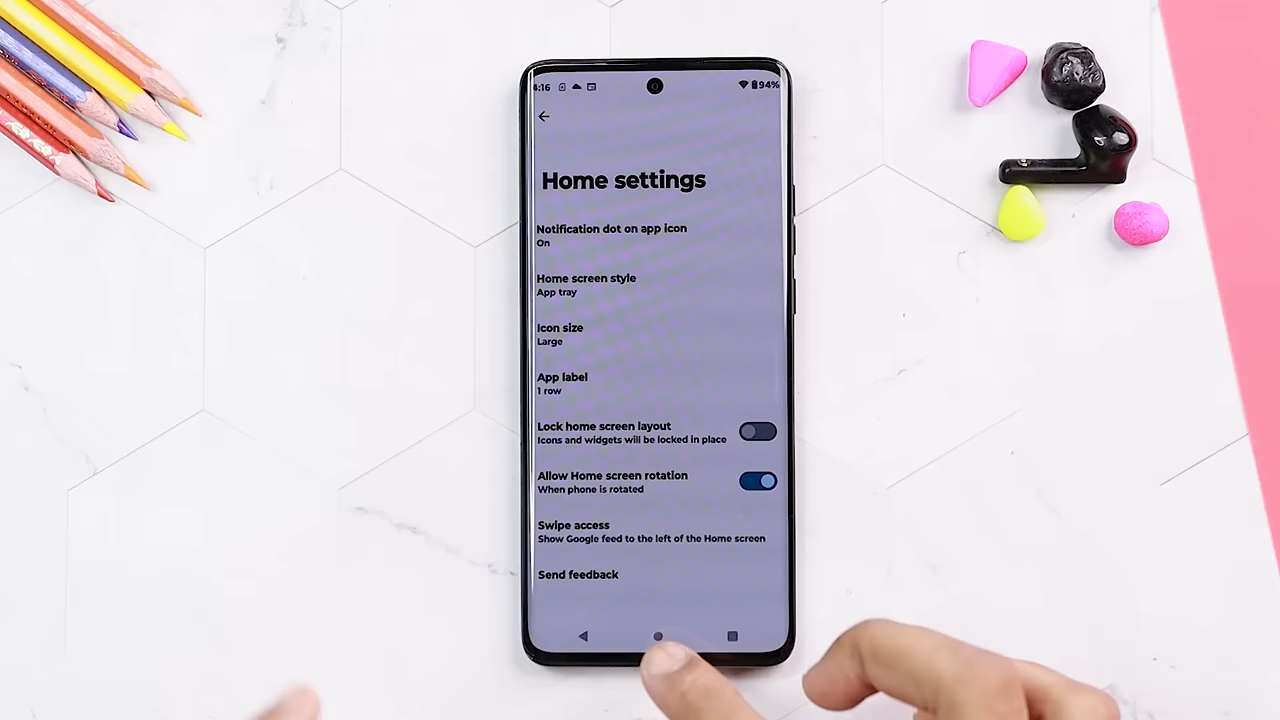 4:16
94%
Home settings
Notification dot on app icon
On
Home screen style
App tray
Icon size
Large
App label
1 row
Lock home screen layout
Icons and widgets will be locked in place
Allow Home screen rotation
When phone is rotated
Swipe access
Show Google feed to the left of the Home screen
Send feedback